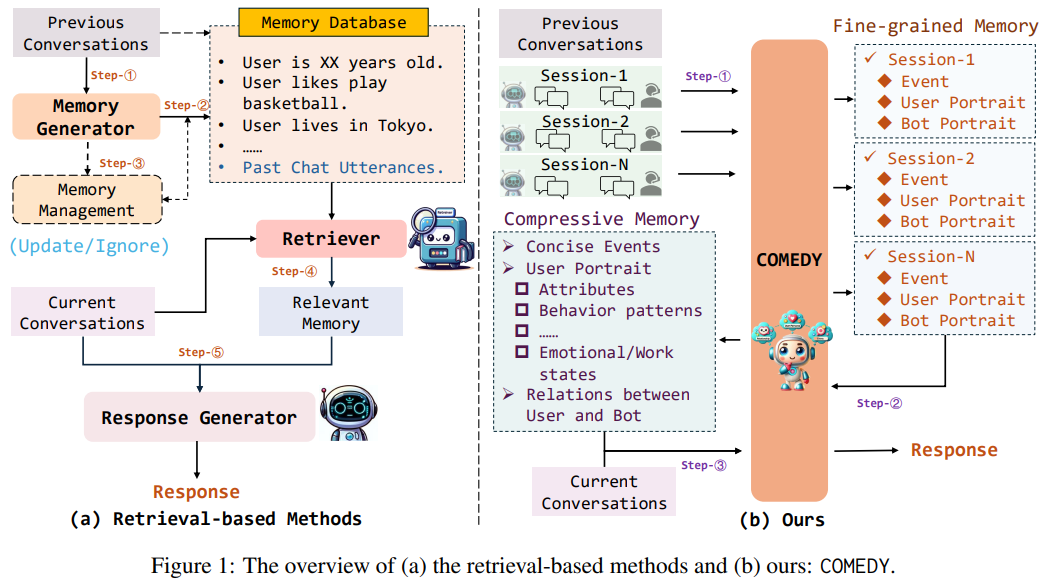 Previous
Conversations
Step-①
Memory
Generator
Step-②
Step-③
Memory
Management
(Update/Ignore)
Memory Database
• User is XX years old.
• User likes play
basketball.
• User lives in Tokyo.
• ……
• Past Chat Utterances.
Retriever
Step-④
Current
Conversations
Relevant
Memory
Step-⑤
Response Generator
Response
(a) Retrieval-based Methods
Previous
Conversations
Session-1
Session-2
Session-N
Step-①
Compressive Memory
➢ Concise Events
➢ User Portrait
❑ Attributes
❑ Behavior patterns
❑ ……
❑ Emotional/Work
states
➢ Relations between
User and Bot
Current
Conversations
Step-③
COMEDY
Fine-grained Memory
✓ Session-1
◆ Event
◆ User Portrait
◆ Bot Portrait
✓ Session-2
◆ Event
◆ User Portrait
◆ Bot Portrait
✓ Session-N
◆ Event
◆ User Portrait
◆ Bot Portrait
Step-②
Response
(b) Ours
Figure 1: The overview of (a) the retrieval-based methods and (b) ours: COMEDY.